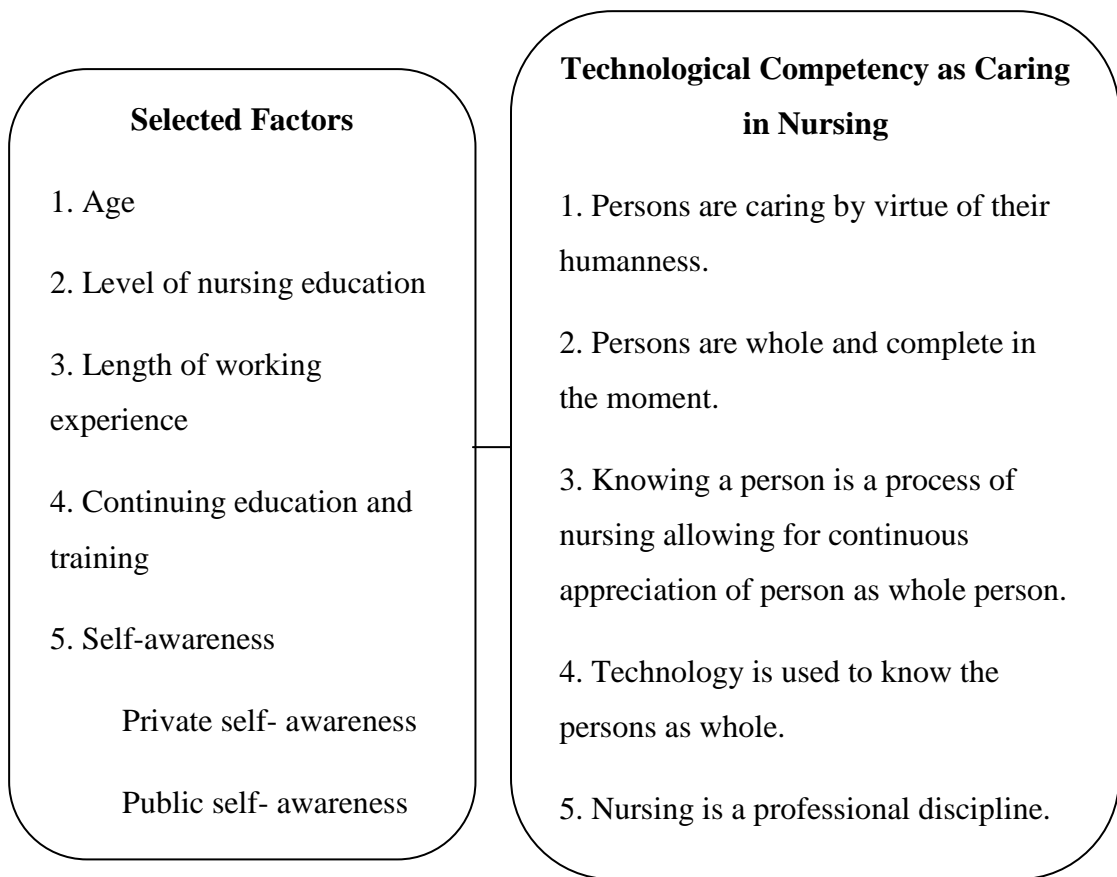 Selected Factors
1. Age
2. Level of nursing education
3. Length of working
experience
4. Continuing education and
training
5. Self-awareness
Private self- awareness
Public self- awareness
Technological Competency as Caring
in Nursing
1. Persons are caring by virtue of their
humanness.
2. Persons are whole and complete in
the moment.
3. Knowing a person is a process of
nursing allowing for continuous
appreciation of person as whole person.
4. Technology is used to know the
persons as whole.
5. Nursing is a professional discipline.